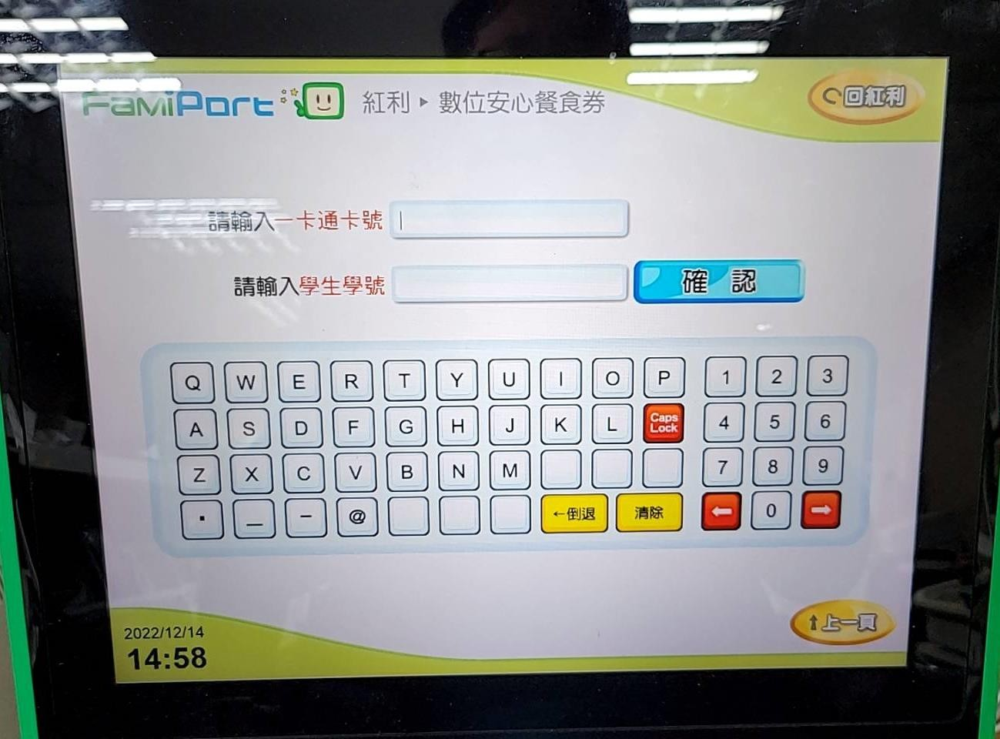 FamiPort 紅利 ▸ 數位安心餐食券 回紅利
請輸入一卡通卡號
請輸入學生學號 確 認
Q W E R T Y U I O P 1 2 3
A S D F G H J K L Caps Lock 4 5 6
Z X C V B N M 7 8 9
. _ - @ ←倒退 清除 ← 0 →
↑上一頁
2022/12/14
14:58